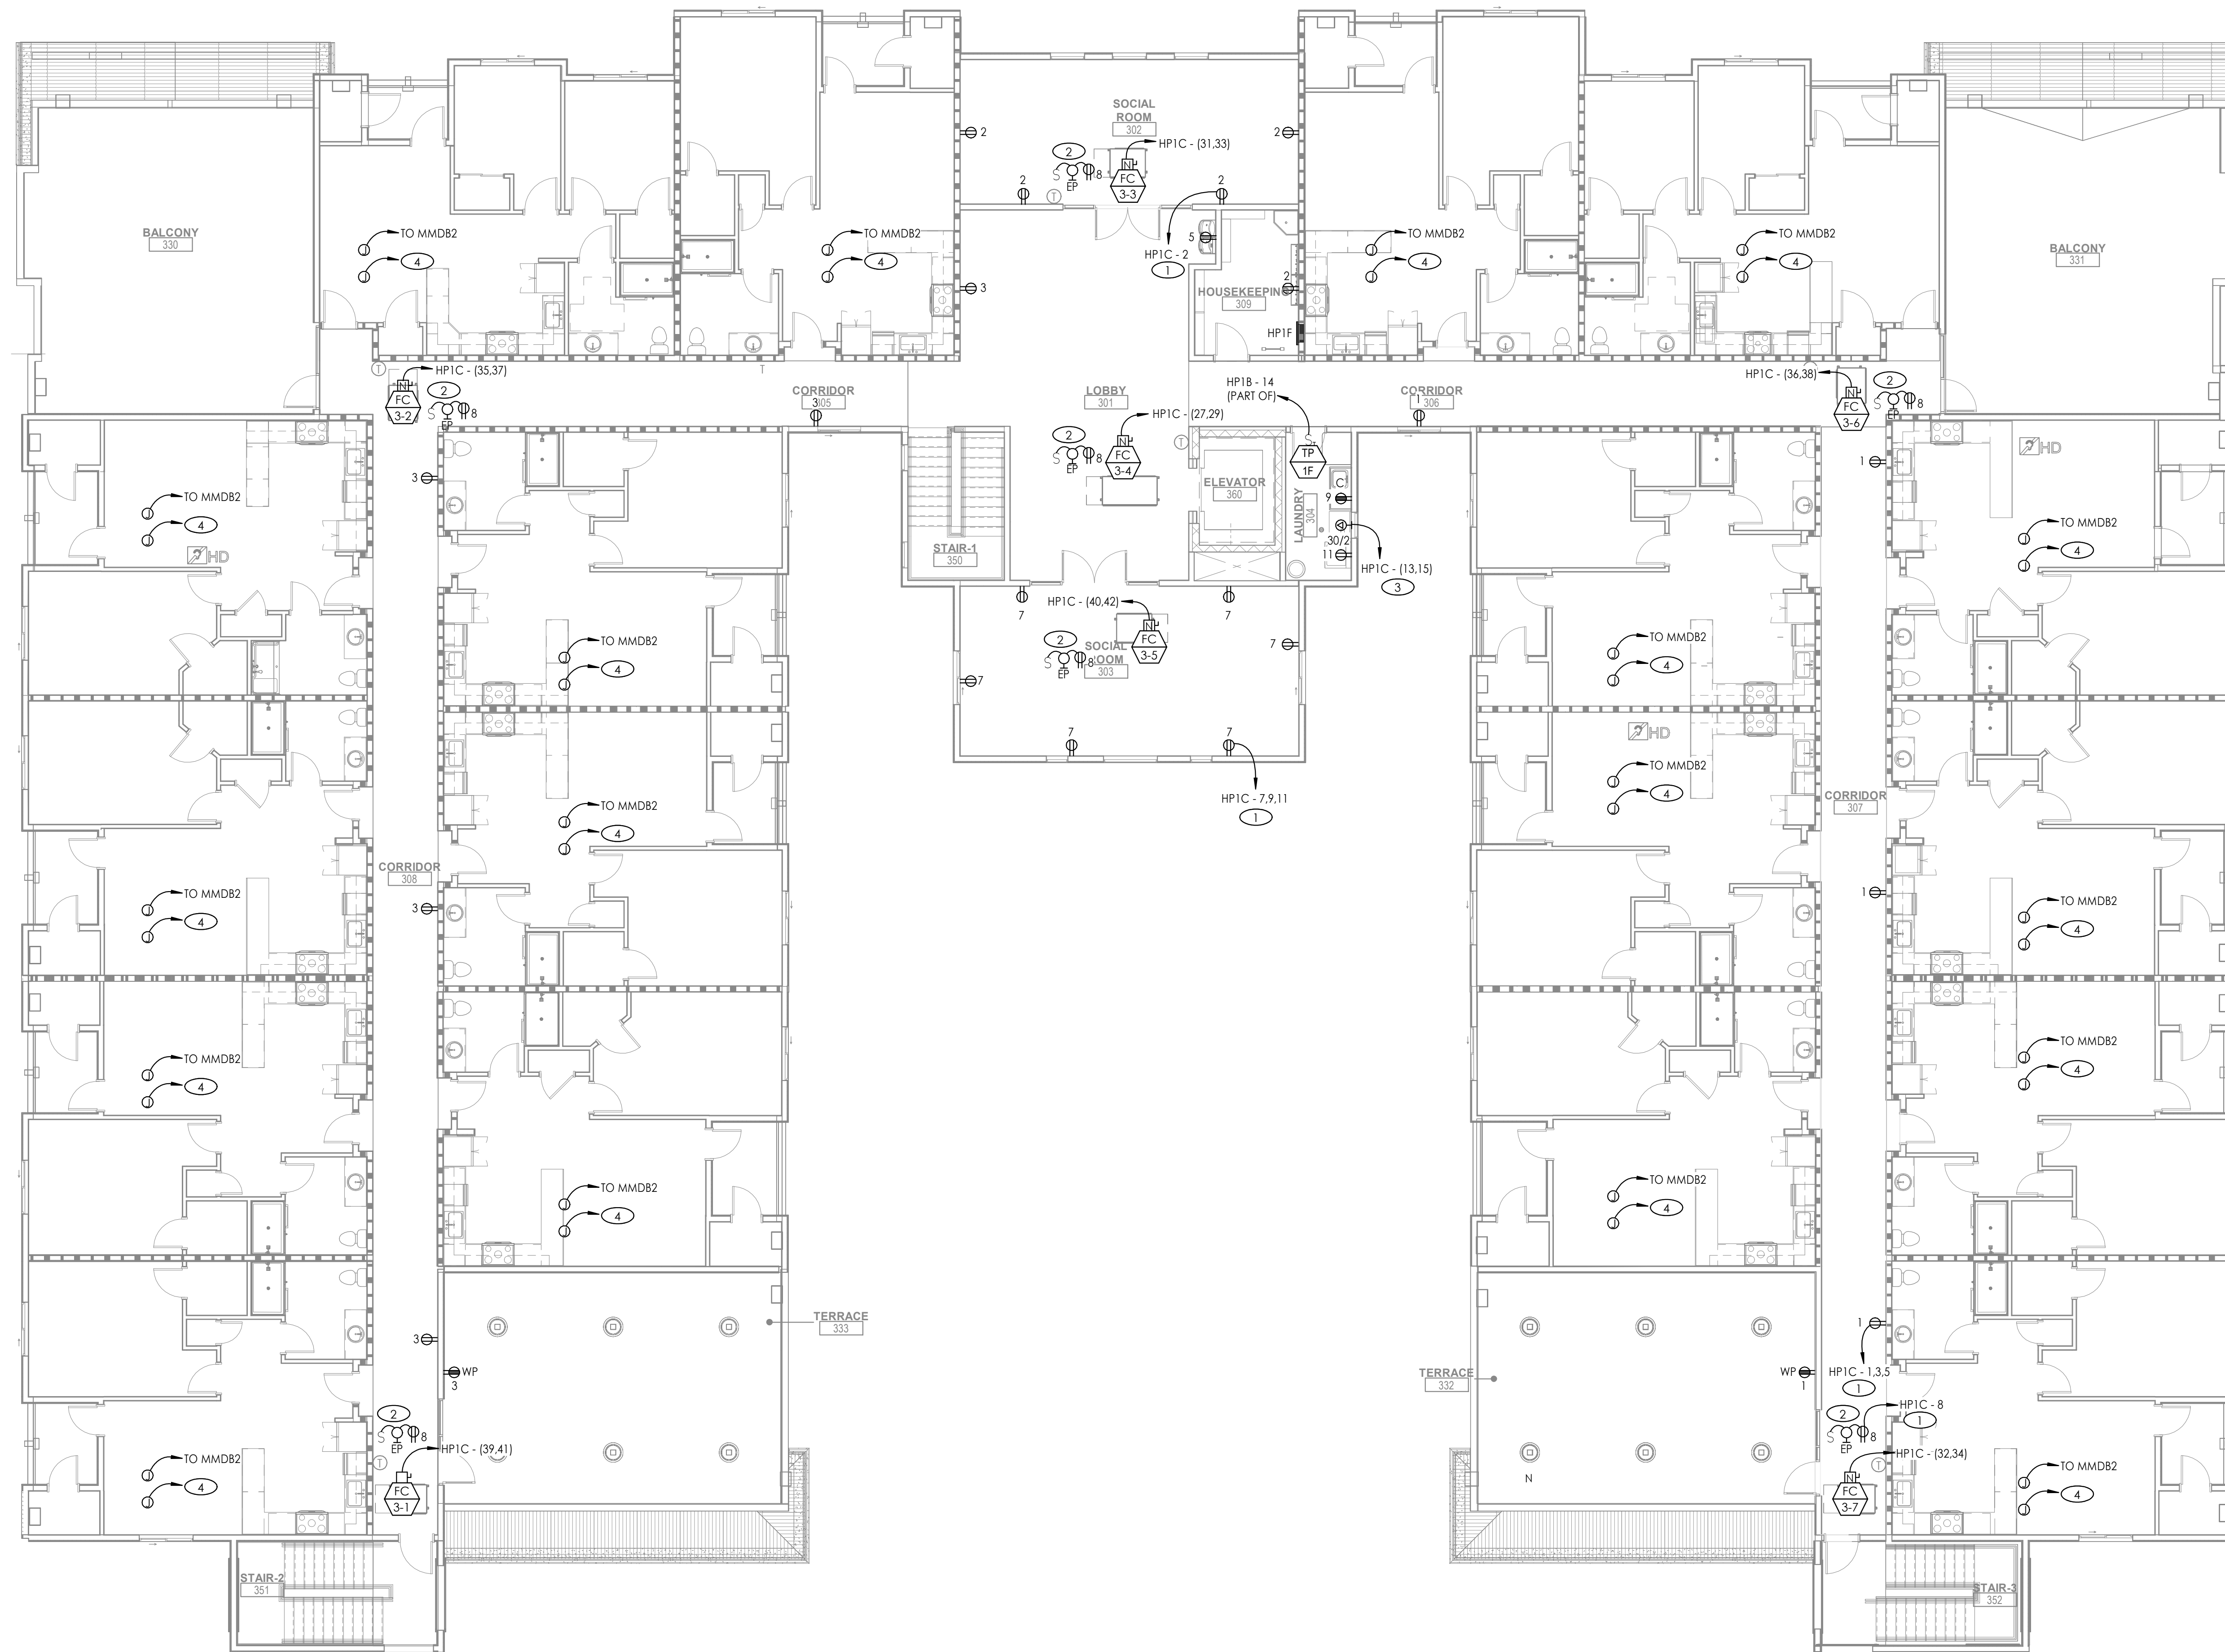 SOCIAL
ROOM
302
2
2
2
HP1C - (31,33)
8
EP
N
FC
3-3
T
2
2
BALCONY
330
TO MMDB2
4
TO MMDB2
4
5
HP1C - 2
1
TO MMDB2
4
TO MMDB2
4
BALCONY
331
3
2
HOUSEKEEPING
309
HP1F
T
HP1C - (35,37)
N
FC
3-2
2
S
8
EP
T
CORRIDOR
305
3
LOBBY
301
HP1C - (27,29)
2
S
8
EP
N
FC
3-4
HP1B - 14
(PART OF)
CORRIDOR
306
1
HP1C - (36,38)
N
FC
3-6
2
S
8
EP
T
S
TP
1F
ELEVATOR
360
LAUNDRY
304
C
9
30/2
11
HP1C - (13,15)
3
STAIR-1
350
3
1
HD
HD
TO MMDB2
4
HD
TO MMDB2
4
7
7
HP1C - (40,42)
N
FC
3-5
2
S
8
EP
SOCIAL
ROOM
303
7
7
7
7
HP1C - 7,9,11
1
TO MMDB2
4
TO MMDB2
4
TO MMDB2
4
TO MMDB2
4
CORRIDOR
307
CORRIDOR
308
TO MMDB2
4
3
1
TO MMDB2
4
TO MMDB2
4
TO MMDB2
4
TO MMDB2
4
TO MMDB2
4
TERRACE
333
3
WP
3
TERRACE
332
WP
1
1
HP1C - 1,3,5
1
2
S
8
EP
HP1C - 8
1
2
S
8
EP
HP1C - (39,41)
FC
3-1
T
HP1C - (32,34)
N
FC
3-7
T
N
TO MMDB2
4
TO MMDB2
4
STAIR-2
351
STAIR-3
352